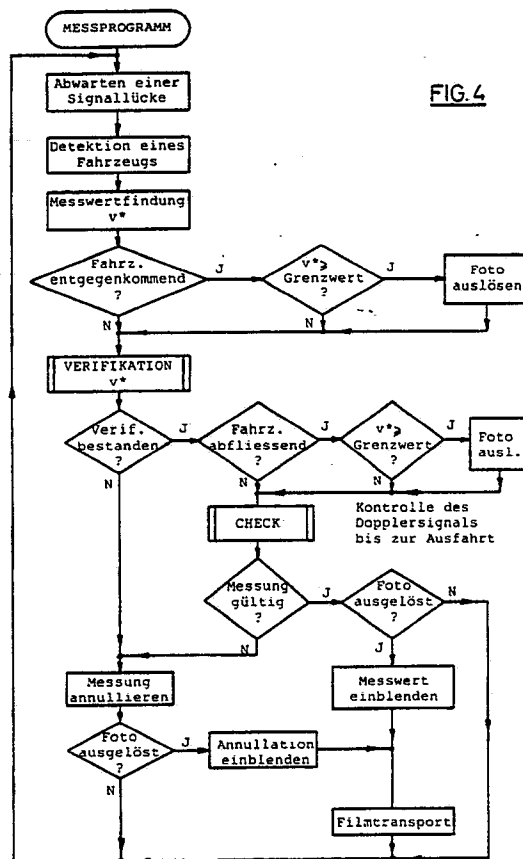 MESSPROGRAMM
FIG. 4
Abwarten einer
Signallücke
Detektion eines
Fahrzeugs
Messwertfindung
v*
Fahrz.
entgegenkommend
?
J
N
v*⩾
Grenzwert
?
J
N
Foto
auslösen
VERIFIKATION
v*
Verif.
bestanden
?
J
N
Fahrz.
abfliessend
?
J
N
v*⩾
Grenzwert
?
J
N
Foto
ausl.
Kontrolle des
Dopplersignals
bis zur Ausfahrt
CHECK
Messung
gültig
?
J
N
Foto
ausgelöst
?
N
J
Messung
annullieren
Messwert
einblenden
Foto
ausgelöst
?
J
N
Annullation
einblenden
Filmtransport